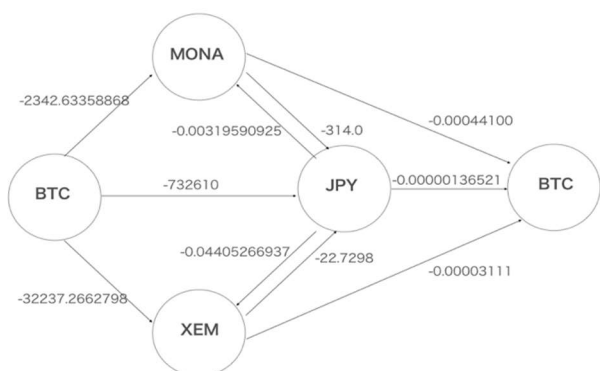 MONA
-2342.63358868
-0.00044100
-0.00319590925
-314.0
BTC
-732610
JPY
-0.00000136521
BTC
-0.04405266937
-22.7298
-32237.2662798
-0.00003111
XEM